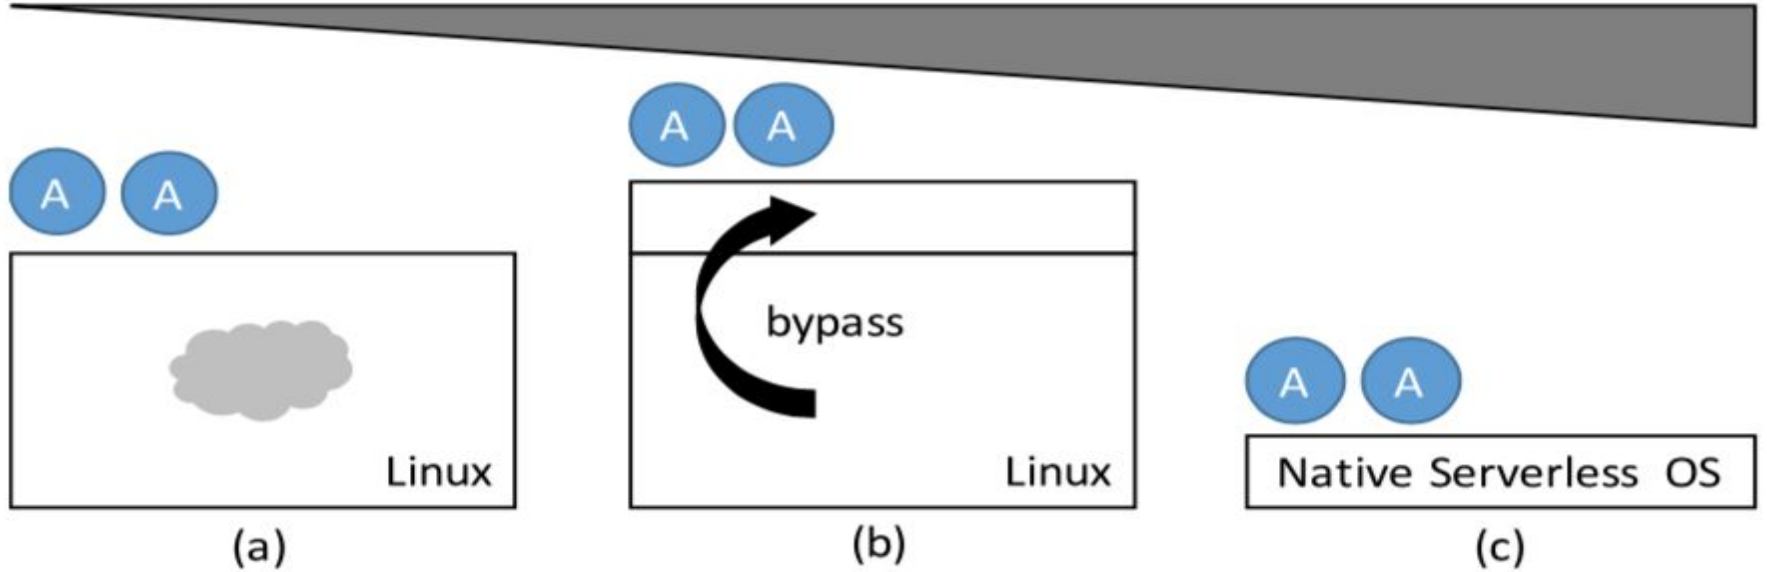 A A
A A
bypass
Linux
Linux
A A
Native Serverless OS
(a)
(b)
(c)